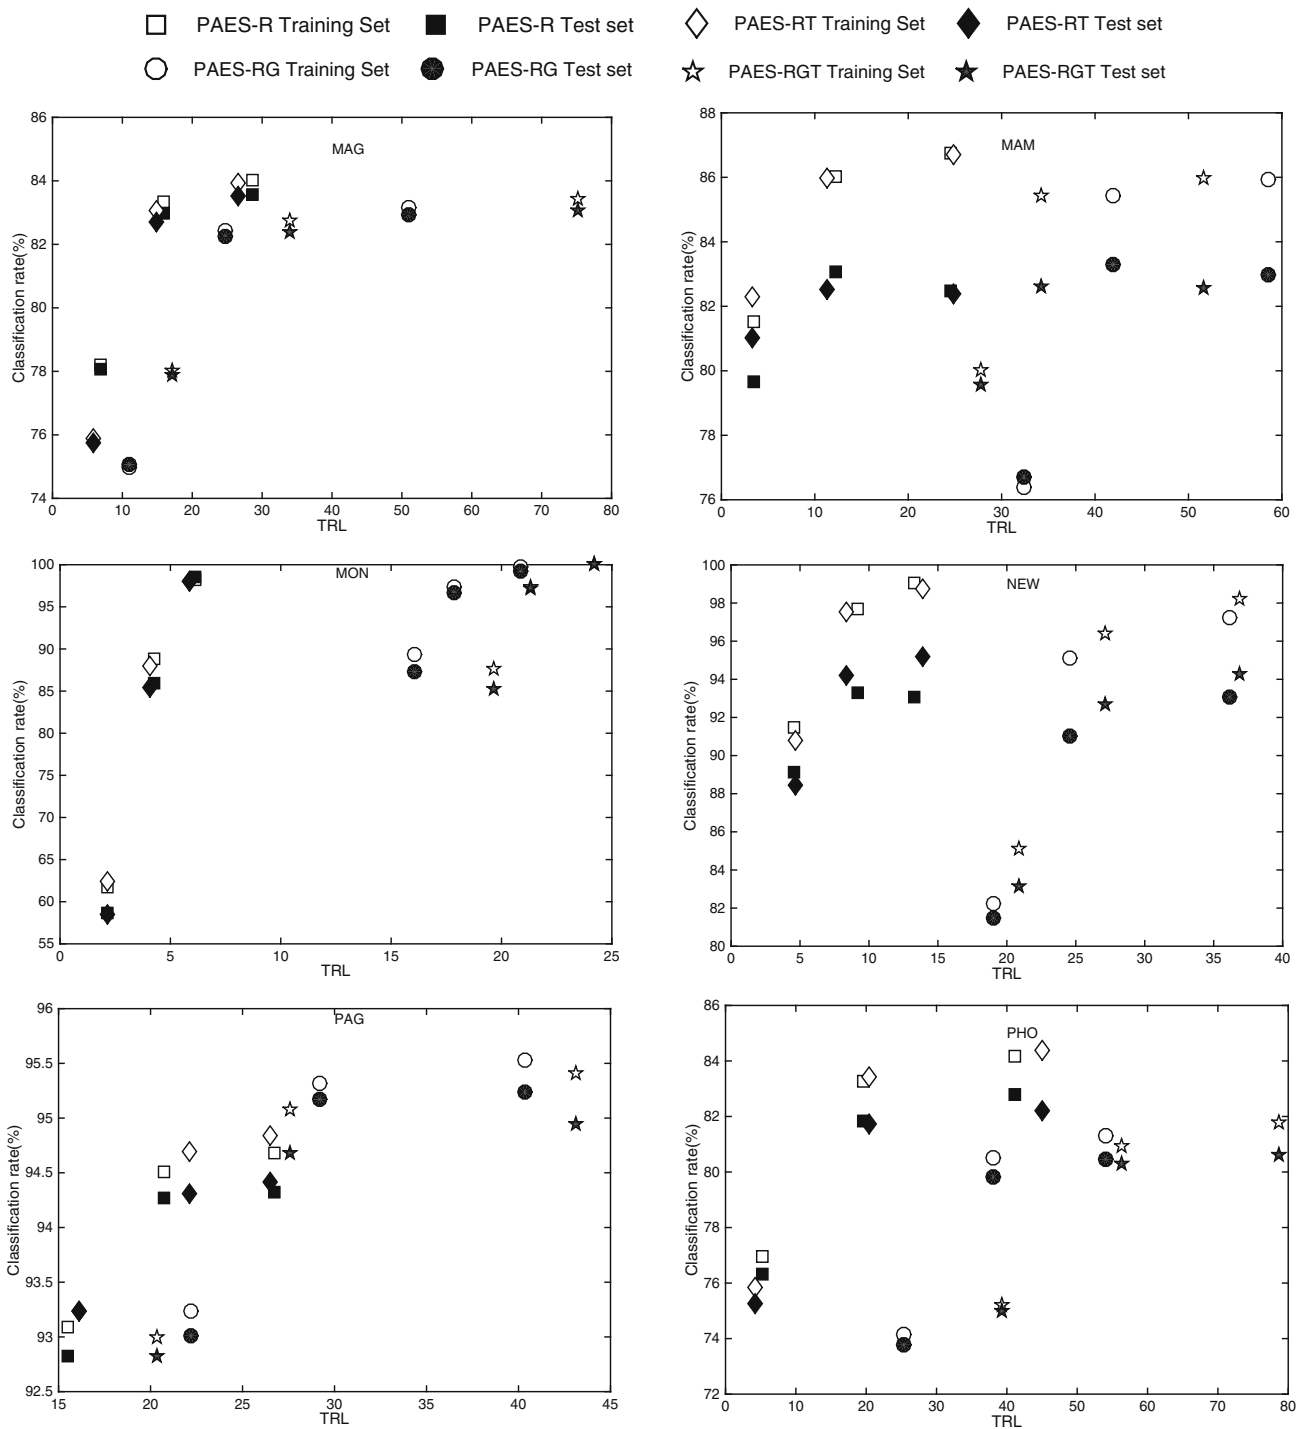 PAES-R Training Set PAES-R Test set PAES-RT Training Set PAES-RT Test set
PAES-RG Training Set PAES-RG Test set PAES-RGT Training Set PAES-RGT Test set
MAG
Classification rate(%)
86
84
82
80
78
76
74
0 10 20 30 40 50 60 70 80
TRL
MAM
Classification rate(%)
88
86
84
82
80
78
76
0 10 20 30 40 50 60
TRL
MON
Classification rate(%)
100
95
90
85
80
75
70
65
60
55
0 5 10 15 20 25
TRL
NEW
Classification rate(%)
100
98
96
94
92
90
88
86
84
82
80
0 5 10 15 20 25 30 35 40
TRL
PAG
Classification rate(%)
96
95.5
95
94.5
94
93.5
93
92.5
15 20 25 30 35 40 45
TRL
PHO
Classification rate(%)
86
84
82
80
78
76
74
72
0 10 20 30 40 50 60 70 80
TRL